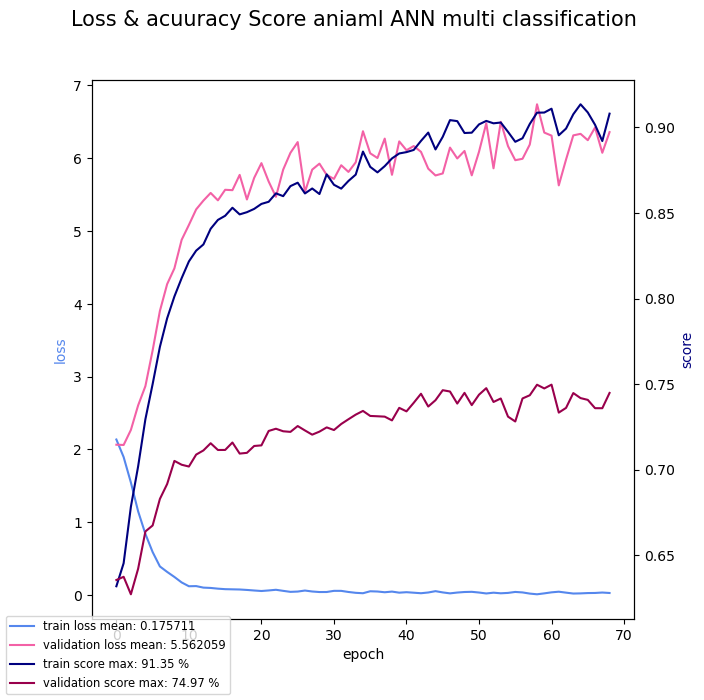 Loss & acuuracy Score aniaml ANN multi classification
7
6
5
4
3
2
1
0
loss
0.90
0.85
0.80
0.75
0.70
0.65
score
0 10 20 30 40 50 60 70
epoch
train loss mean: 0.175711
validation loss mean: 5.562059
train score max: 91.35 %
validation score max: 74.97 %